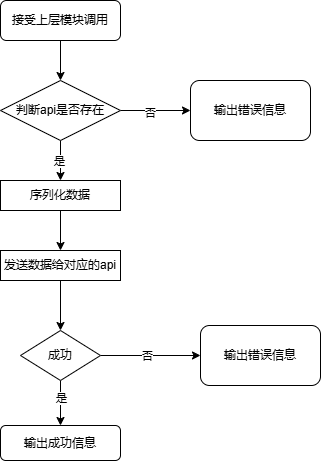 接受上层模块调用
判断api是否存在
否
输出错误信息
是
序列化数据
发送数据给对应的api
成功
否
输出错误信息
是
输出成功信息